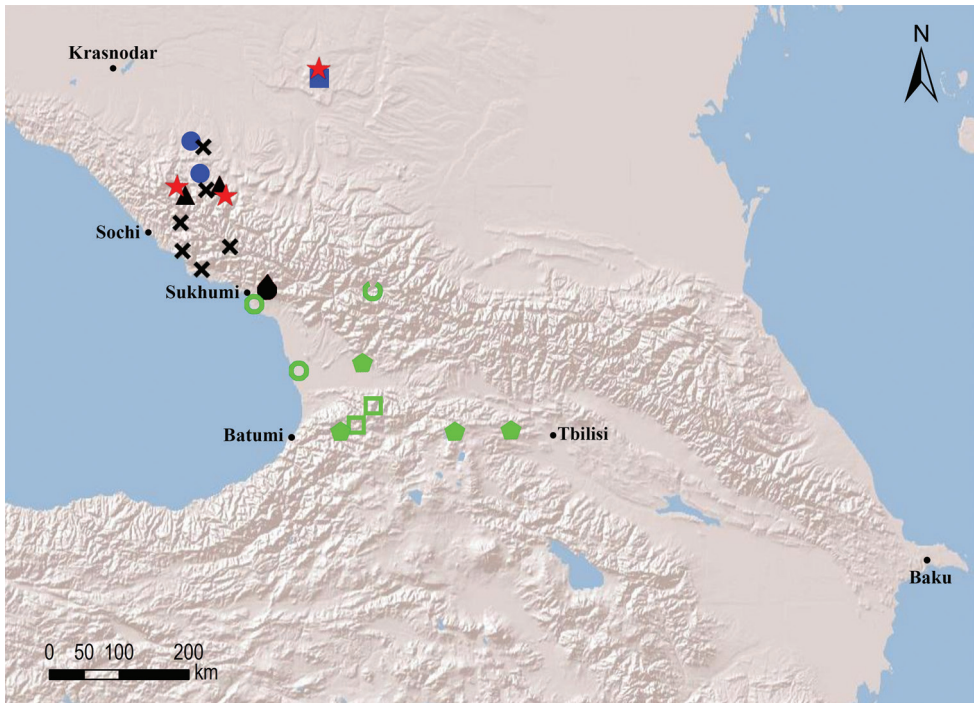 N
Krasnodar
Sochi
Sukhumi
Batumi
Tbilisi
Baku
0 50 100 200
km